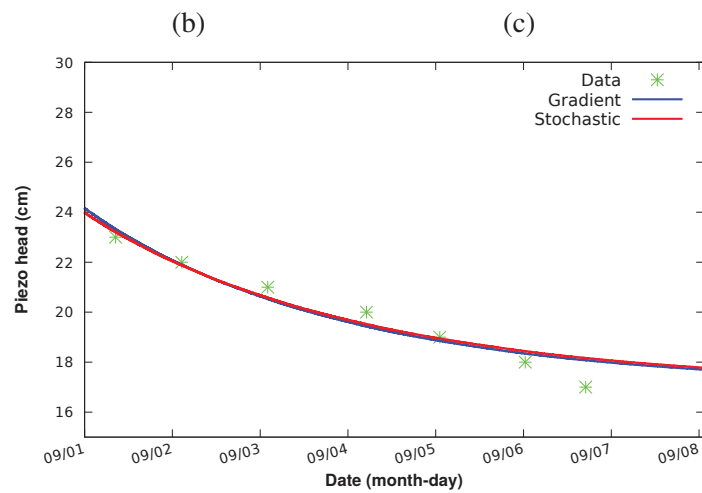 (b) (c)
30
28
26
24
22
20
18
16
Piezo head (cm)
Data
Gradient
Stochastic
09/01 09/02 09/03 09/04 09/05 09/06 09/07 09/08
Date (month-day)